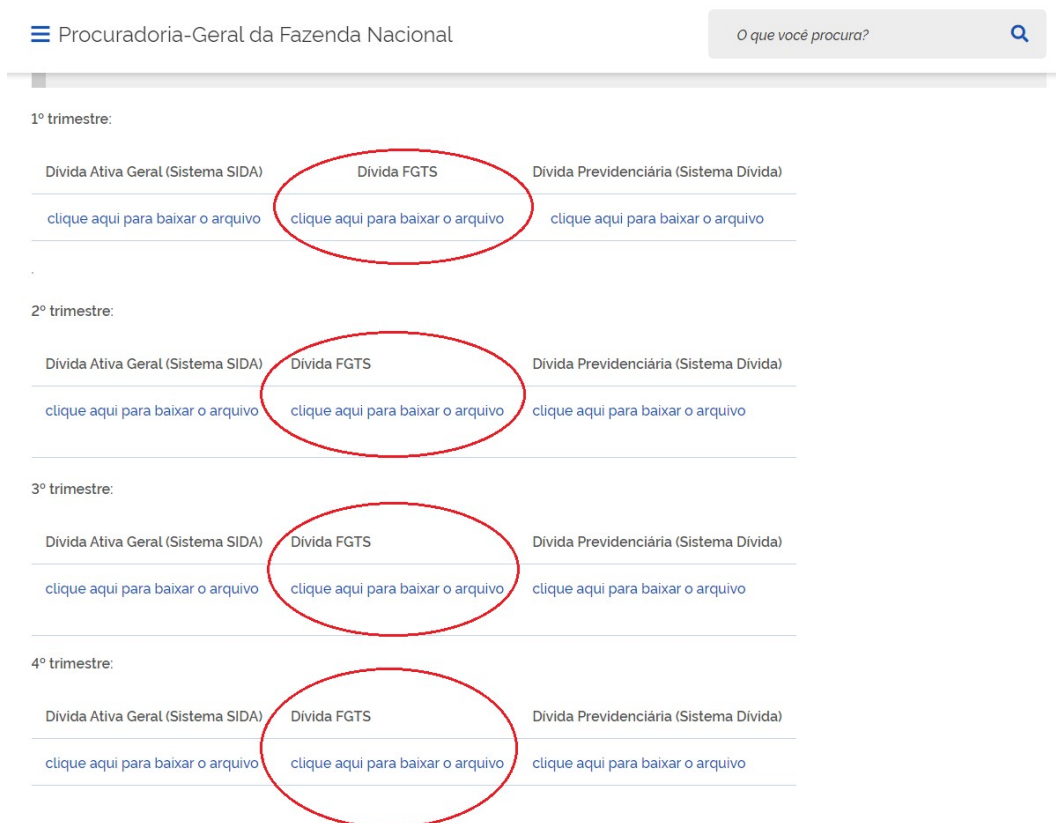 Procuradoria-Geral da Fazenda Nacional
O que você procura?
1º trimestre:
Dívida Ativa Geral (Sistema SIDA) Dívida FGTS Dívida Previdenciária (Sistema Dívida)
clique aqui para baixar o arquivo clique aqui para baixar o arquivo clique aqui para baixar o arquivo
.
2º trimestre:
Dívida Ativa Geral (Sistema SIDA) Dívida FGTS Dívida Previdenciária (Sistema Dívida)
clique aqui para baixar o arquivo clique aqui para baixar o arquivo clique aqui para baixar o arquivo
3º trimestre:
Dívida Ativa Geral (Sistema SIDA) Dívida FGTS Dívida Previdenciária (Sistema Dívida)
clique aqui para baixar o arquivo clique aqui para baixar o arquivo clique aqui para baixar o arquivo
4º trimestre:
Dívida Ativa Geral (Sistema SIDA) Dívida FGTS Dívida Previdenciária (Sistema Dívida)
clique aqui para baixar o arquivo clique aqui para baixar o arquivo clique aqui para baixar o arquivo